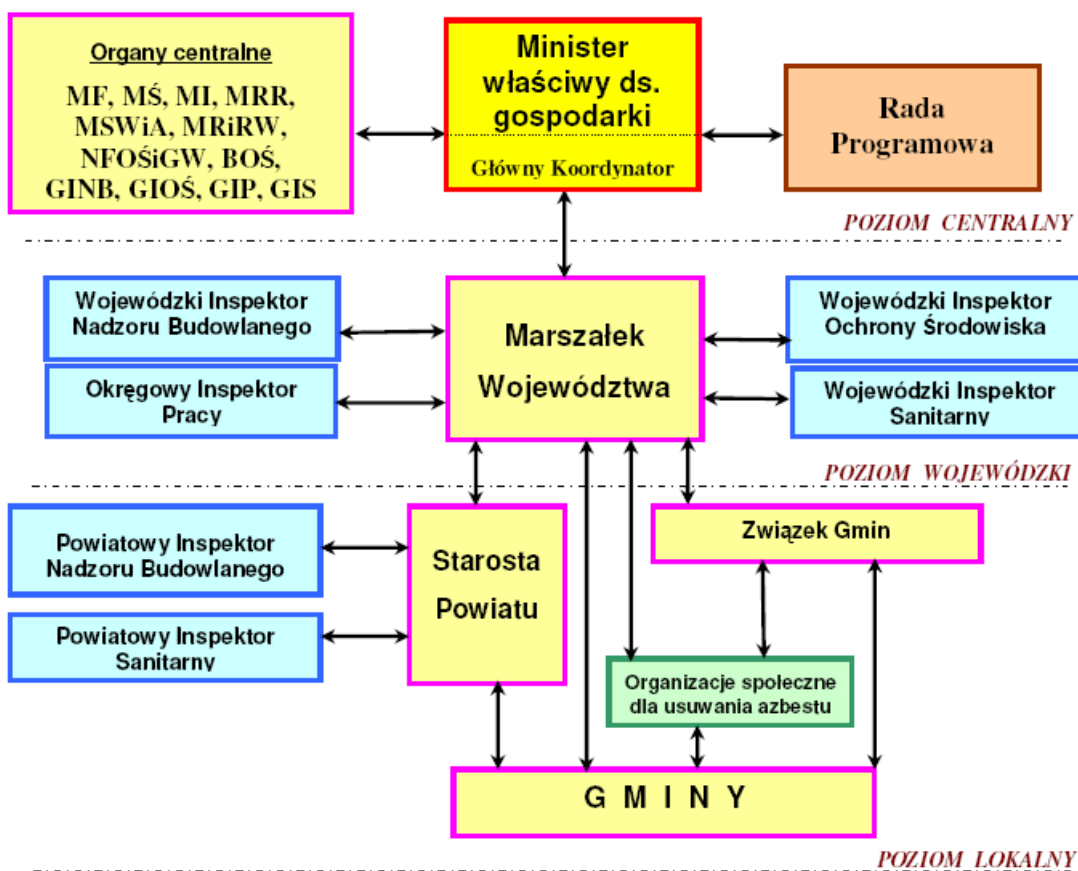 Organy centralne
MF, MŚ, MI, MRR,
MSWiA, MRiRW,
NFOŚiGW, BOŚ,
GINB, GIOŚ, GIP, GIS
Minister
właściwy ds.
gospodarki
Główny Koordynator
Rada
Programowa
POZIOM CENTRALNY
Wojewódzki Inspektor
Nadzoru Budowlanego
Okręgowy Inspektor
Pracy
Marszałek
Województwa
Wojewódzki Inspektor
Ochrony Środowiska
Wojewódzki Inspektor
Sanitarny
POZIOM WOJEWÓDZKI
Powiatowy Inspektor
Nadzoru Budowlanego
Powiatowy Inspektor
Sanitarny
Starosta
Powiatu
Związek Gmin
Organizacje społeczne
dla usuwania azbestu
G M I N Y
POZIOM LOKALNY